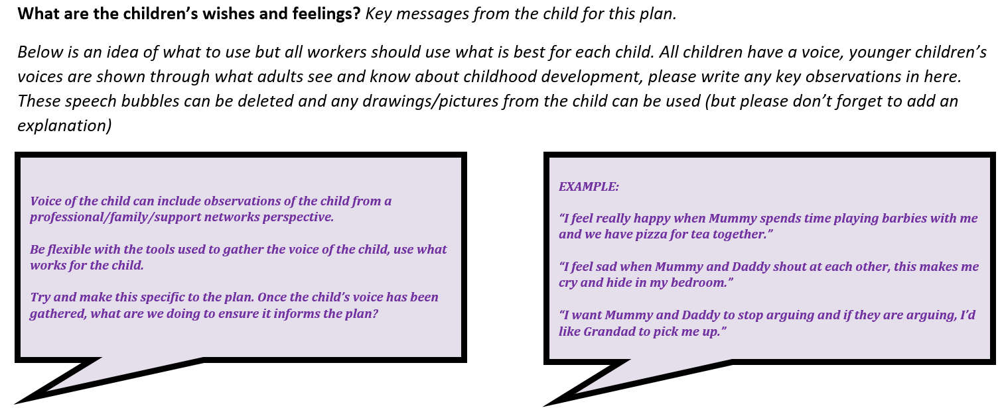 What are the children’s wishes and feelings? Key messages from the child for this plan.
Below is an idea of what to use but all workers should use what is best for each child. All children have a voice, younger children’s
voices are shown through what adults see and know about childhood development, please write any key observations in here.
These speech bubbles can be deleted and any drawings/pictures from the child can be used (but please don’t forget to add an
explanation)
Voice of the child can include observations of the child from a
professional/family/support networks perspective.
Be flexible with the tools used to gather the voice of the child, use what
works for the child.
Try and make this specific to the plan. Once the child’s voice has been
gathered, what are we doing to ensure it informs the plan?
EXAMPLE:
“I feel really happy when Mummy spends time playing barbies with me
and we have pizza for tea together.”
“I feel sad when Mummy and Daddy shout at each other, this makes me
cry and hide in my bedroom.”
“I want Mummy and Daddy to stop arguing and if they are arguing, I’d
like Grandad to pick me up.”